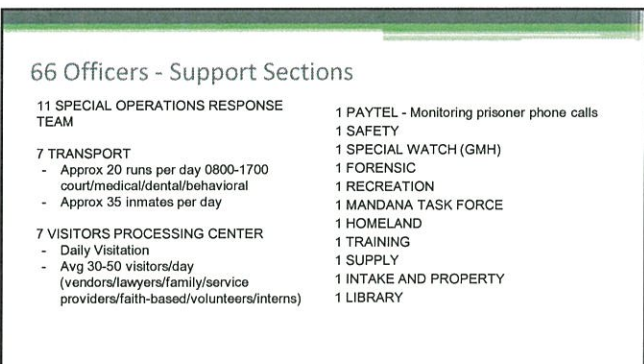 66 Officers - Support Sections
11 SPECIAL OPERATIONS RESPONSE
TEAM
7 TRANSPORT
- Approx 20 runs per day 0800-1700
court/medical/dental/behavioral
- Approx 35 inmates per day
7 VISITORS PROCESSING CENTER
- Daily Visitation
- Avg 30-50 visitors/day
(vendors/lawyers/family/service
providers/faith-based/volunteers/interns)
1 PAYTEL - Monitoring prisoner phone calls
1 SAFETY
1 SPECIAL WATCH (GMH)
1 FORENSIC
1 RECREATION
1 MANDANA TASK FORCE
1 HOMELAND
1 TRAINING
1 SUPPLY
1 INTAKE AND PROPERTY
1 LIBRARY